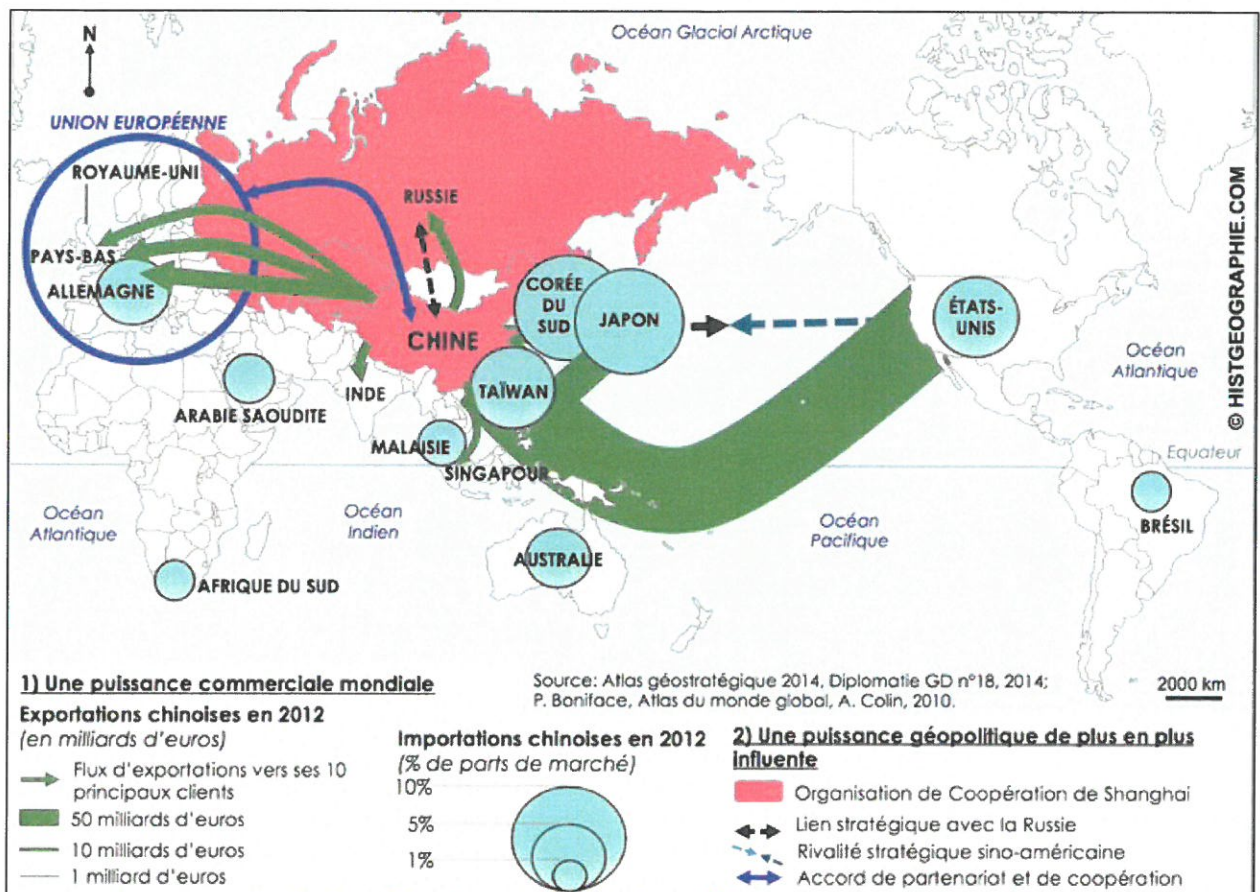 Océan Glacial Arctique
N
UNION EUROPÉENNE
ROYAUME-UNI
RUSSIE
PAYS-BAS
ALLEMAGNE
CORÉE
DU
SUD
JAPON
CHINE
ÉTATS-
UNIS
Océan
Atlantique
TAÏWAN
INDE
ARABIE SAOUDITE
MALAISIE
SINGAPOUR
Equateur
Océan
Atlantique
Océan
Indien
Océan
Pacifique
BRÉSIL
AUSTRALIE
AFRIQUE DU SUD
© HISTGEOGRAPHIE.COM
1) Une puissance commerciale mondiale
Source: Atlas géostratégique 2014, Diplomatie GD n°18, 2014;
P. Boniface, Atlas du monde global, A. Colin, 2010.
2000 km
Exportations chinoises en 2012
(en milliards d'euros)
Flux d'exportations vers ses 10
principaux clients
50 milliards d'euros
10 milliards d'euros
1 milliard d'euros
Importations chinoises en 2012
(% de parts de marché)
10%
5%
1%
2) Une puissance géopolitique de plus en plus
influente
Organisation de Coopération de Shanghai
Lien stratégique avec la Russie
Rivalité stratégique sino-américaine
Accord de partenariat et de coopération